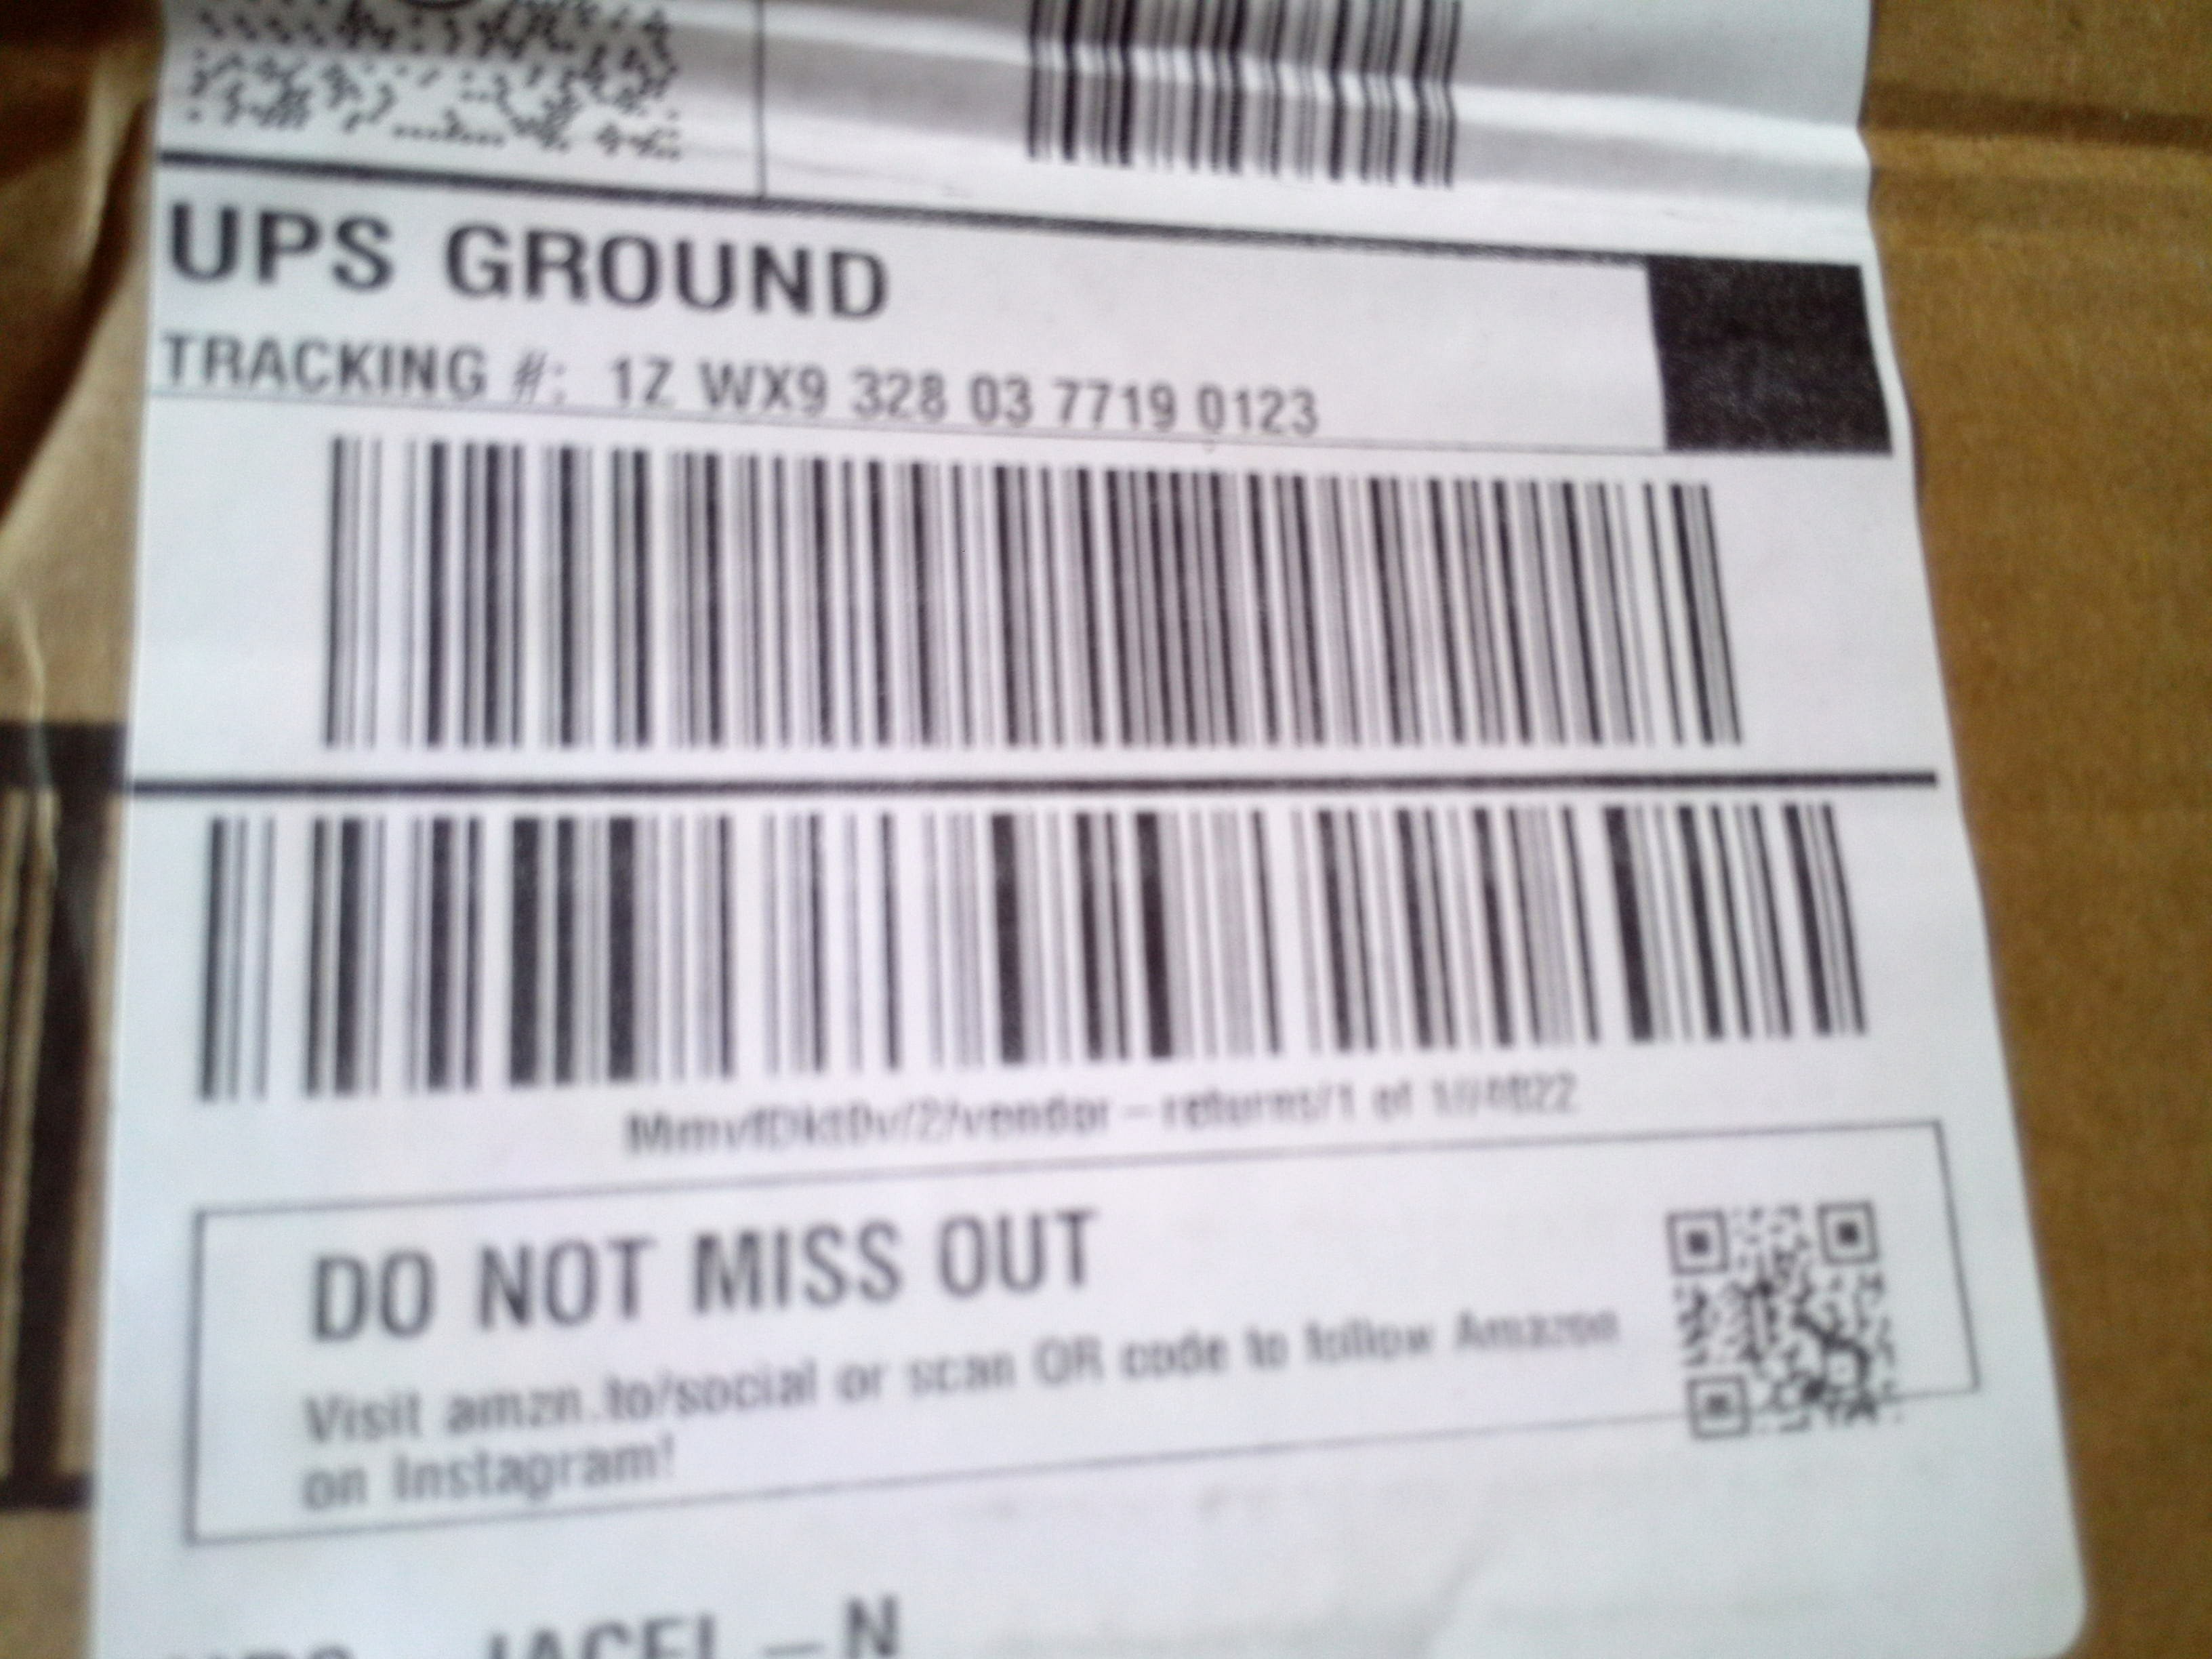 UPS GROUND
TRACKING #: 1Z WX9 328 03 7719 0123
DO NOT MISS OUT
Visit amzn.to/social or scan QR code to follow Amazon
on Instagram!